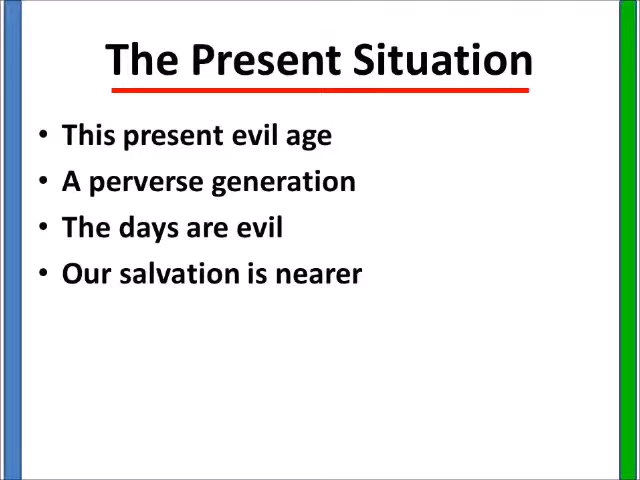 The Present Situation
• This present evil age
• A perverse generation
• The days are evil
• Our salvation is nearer